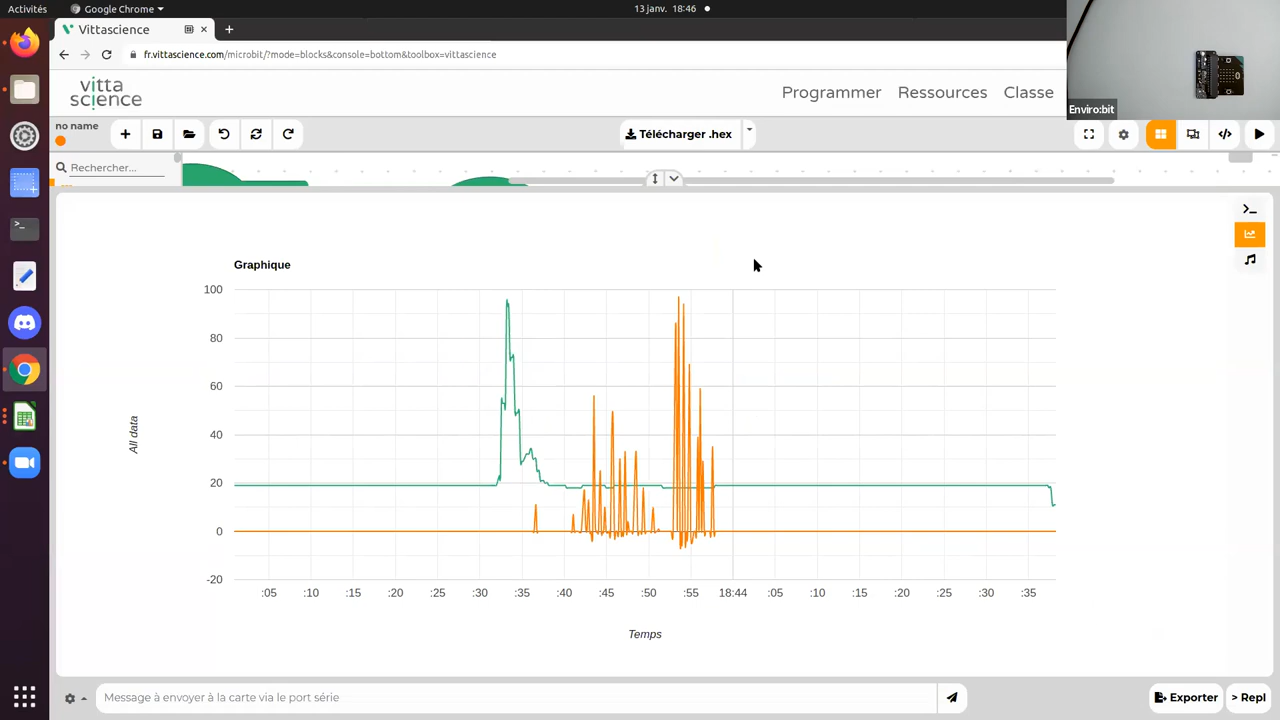 Activités
Google Chrome
13 janv. 18:46
Vittascience
fr.vittascience.com/microbit/?mode=blocks&console=bottom&toolbox=vittascience
vitta
science
Programmer
Ressources
Classe
Enviro:bit
no name
Télécharger .hex
Rechercher...
Graphique
100
80
60
40
20
0
-20
All data
:05
:10
:15
:20
:25
:30
:35
:40
:45
:50
:55
18:44
:05
:10
:15
:20
:25
:30
:35
Temps
Message à envoyer à la carte via le port série
Exporter
> Repl